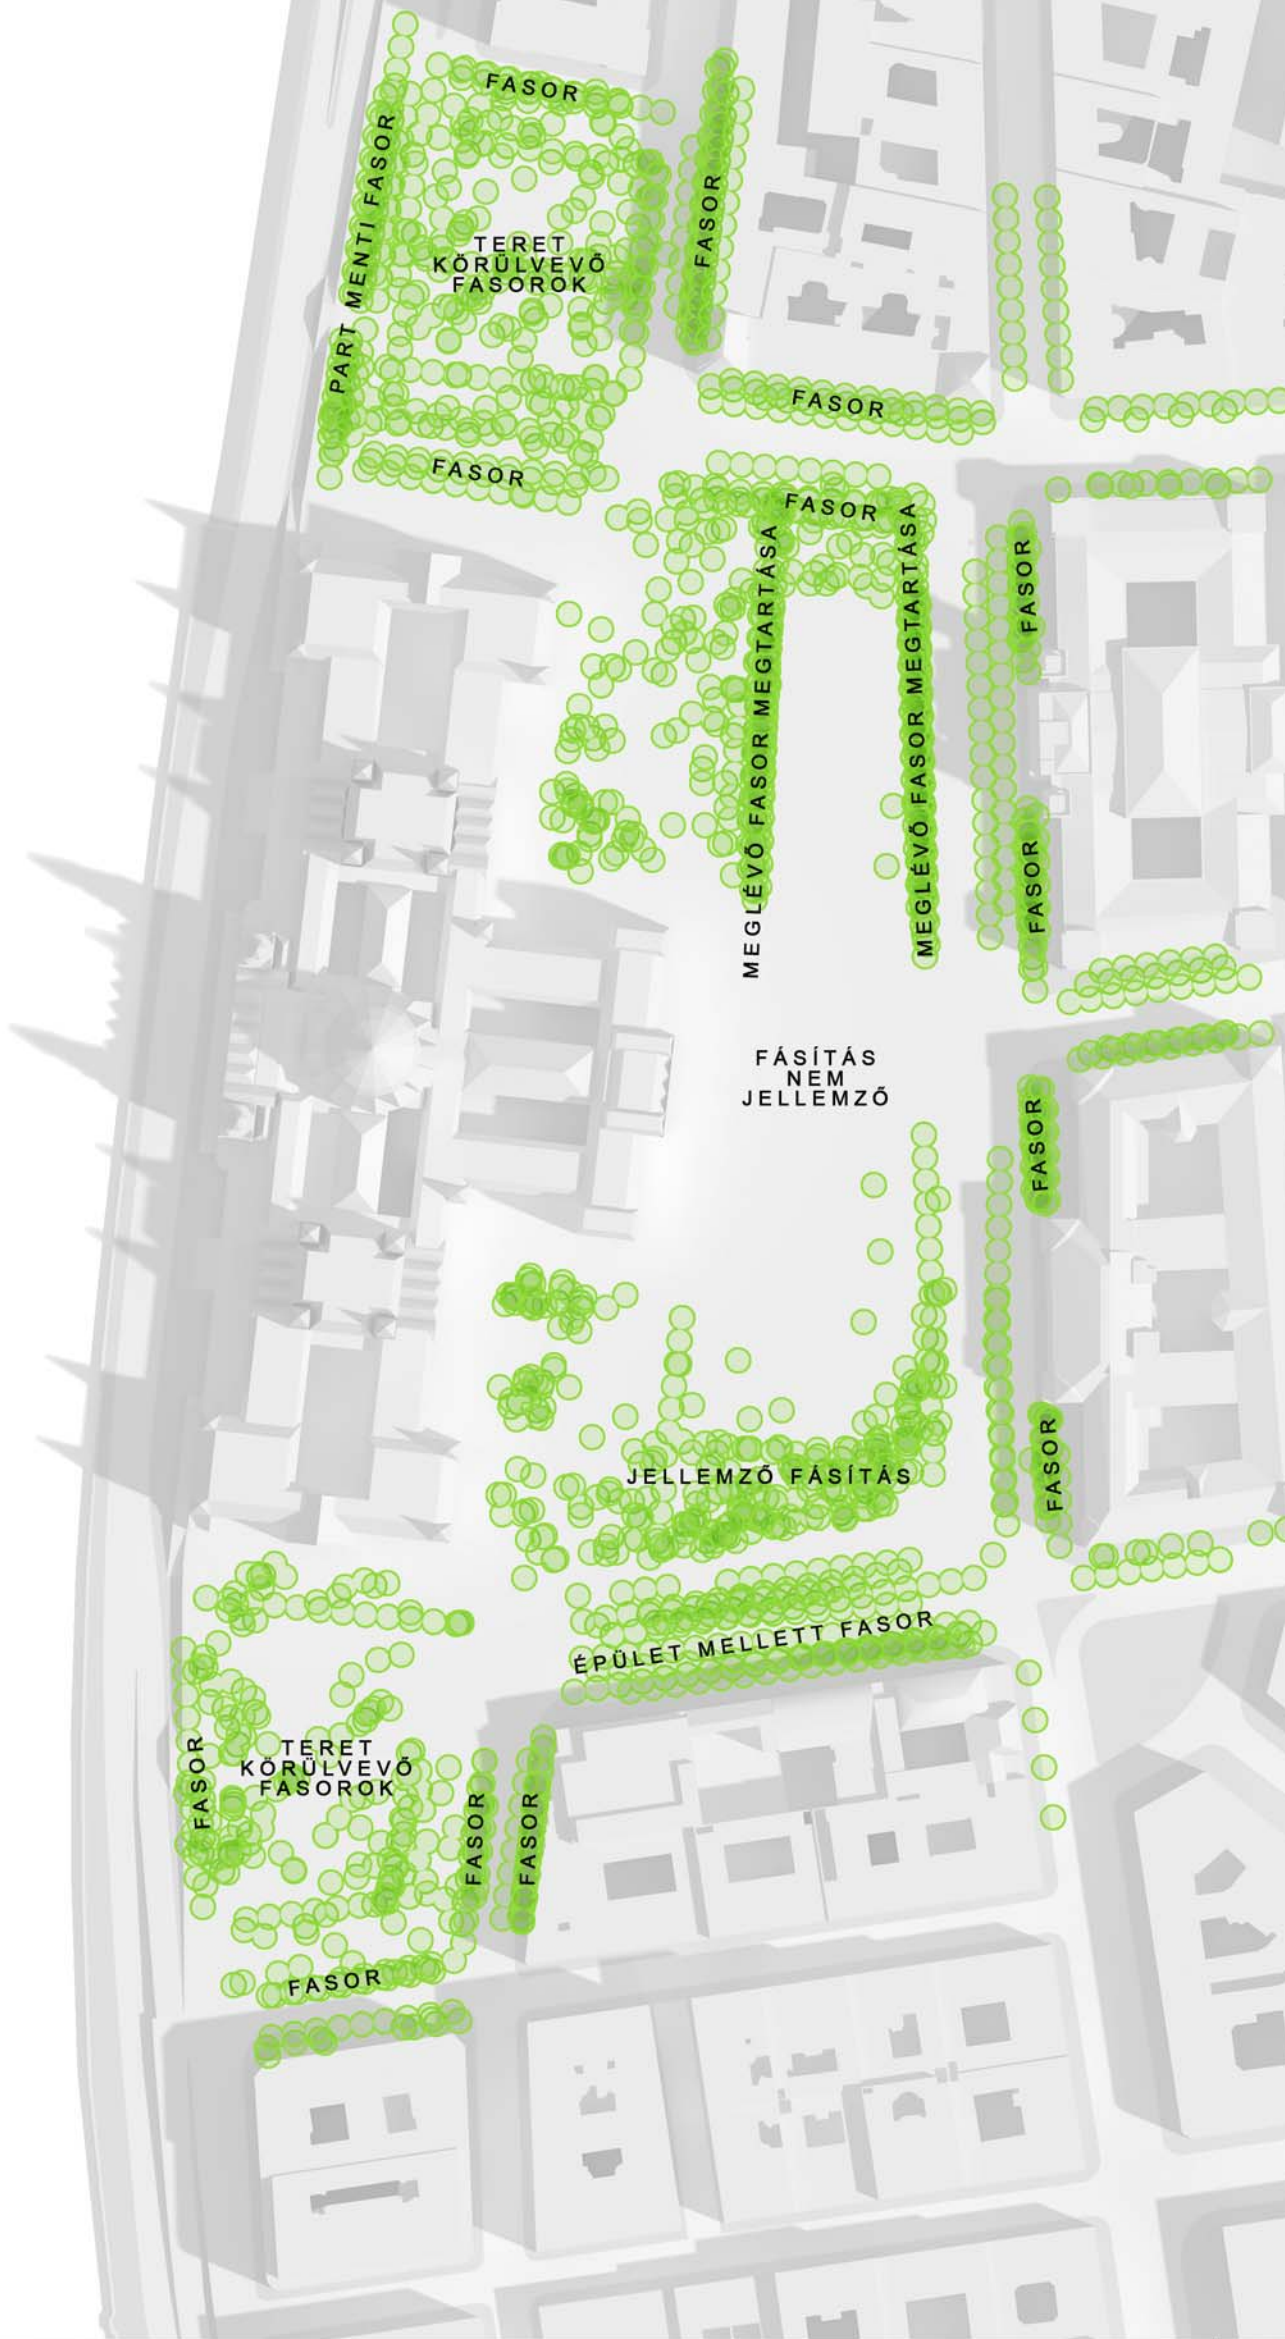 FASOR
PART MENTI FASOR
FASOR
TERET
KÖRÜLVEVŐ
FASOROK
FASOR
FASOR
FASOR
MEGLÉVŐ FASOR MEGTARTÁSA
MEGLÉVŐ FASOR MEGTARTÁSA
FASOR
FASOR
FÁSÍTÁS
NEM
JELLEMZŐ
FASOR
FASOR
JELLEMZŐ FÁSÍTÁS
ÉPÜLET MELLETT FASOR
FASOR
TERET
KÖRÜLVEVŐ
FASOROK
FASOR
FASOR
FASOR